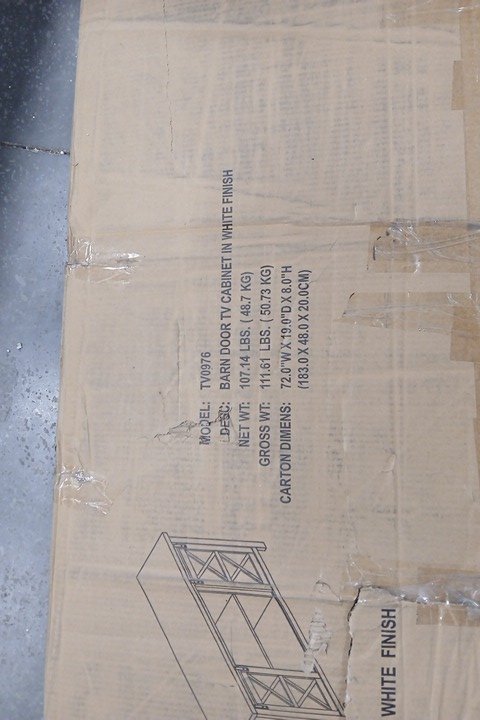 MODEL: TV0976
DESC: BARN DOOR TV CABINET IN WHITE FINISH
NET WT: 107.14 LBS. ( 48.7 KG)
GROSS WT: 111.61 LBS. ( 50.73 KG)
CARTON DIMENS: 72.0"W X 19.0"D X 8.0"H
(183.0 X 48.0 X 20.0CM)
WHITE FINISH